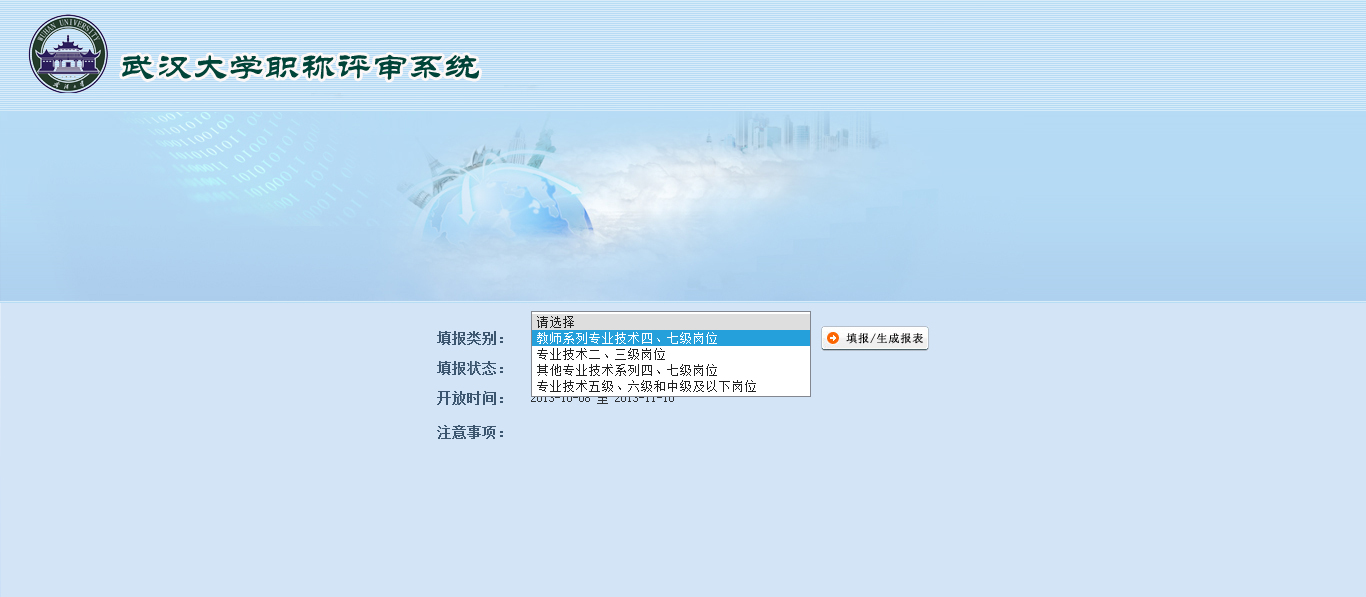 WUHAN UNIVERSITY
武汉大学职称评审系统
填报类别：
请选择
教师系列专业技术四、七级岗位
专业技术二、三级岗位
其他专业技术系列四、七级岗位
专业技术五级、六级和中级及以下岗位
填报/生成报表
填报状态：
开放时间：
2013-10-08 至 2013-11-10
注意事项：